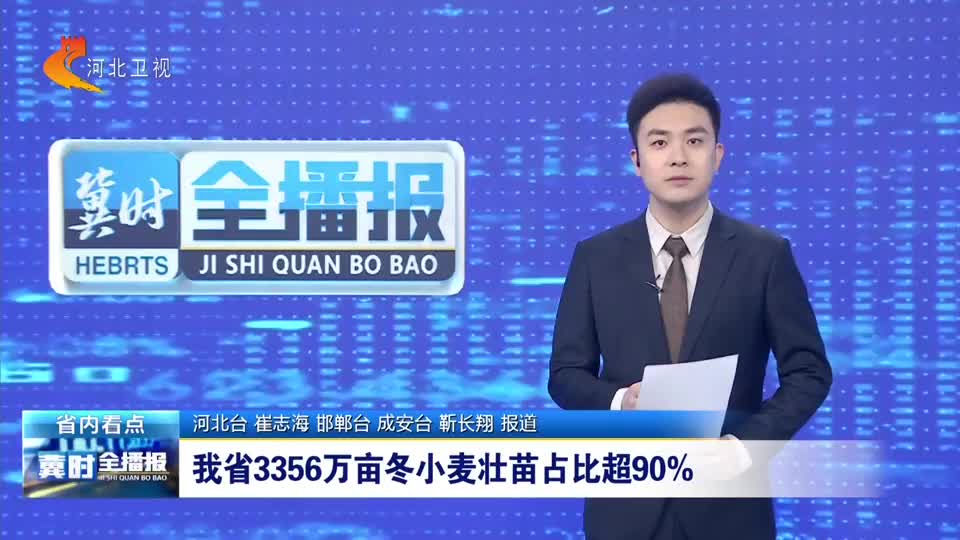 河北卫视
冀时
全播报
HEBRTS
JI SHI QUAN BO BAO
省内看点
河北台 崔志海 邯郸台 成安台 靳长翔 报道
冀时
全播报
JI SHI QUAN BO BAO
我省3356万亩冬小麦壮苗占比超90%